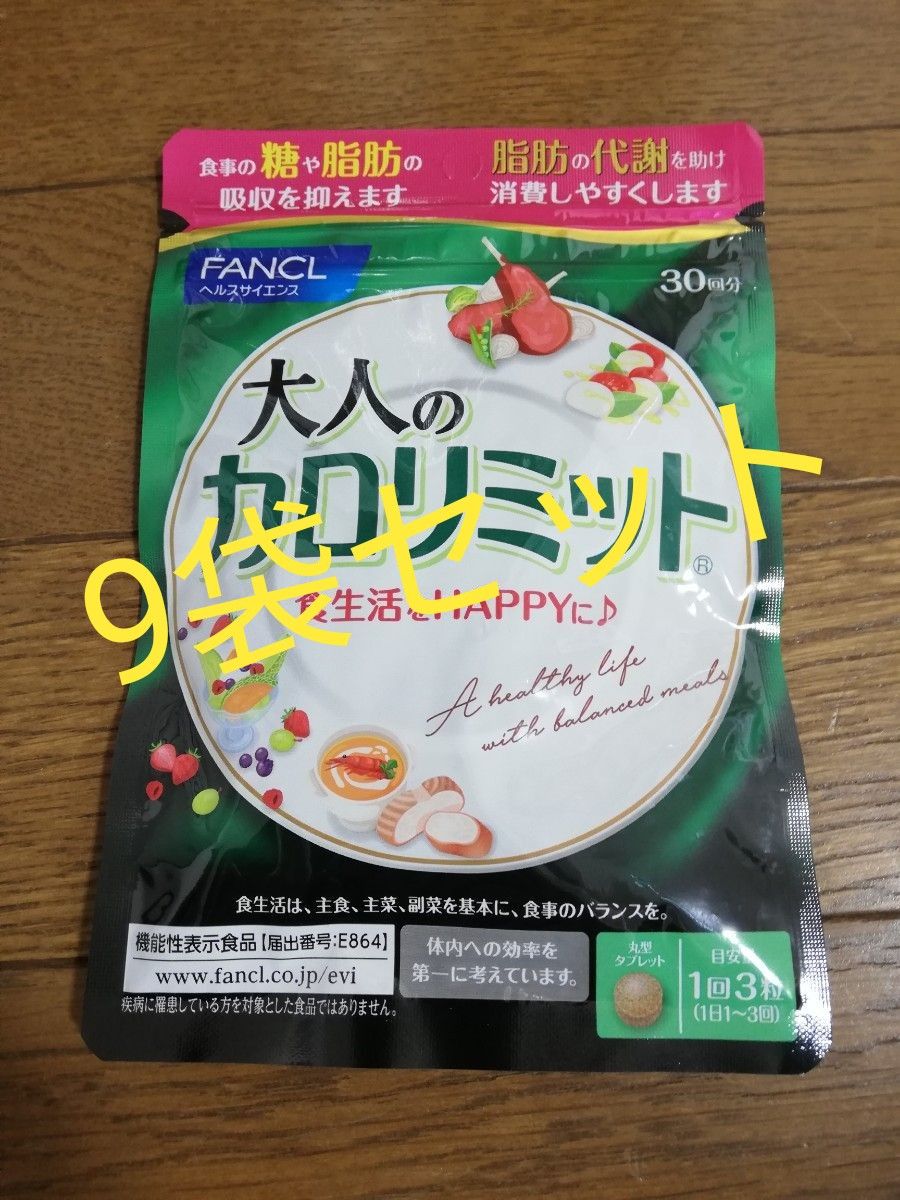 食事の糖や脂肪の
吸収を抑えます
脂肪の代謝を助け
消費しやすくします
FANCL
ヘルスサイエンス
30回分
大人の
カロリミット®
9袋セット
食生活をHAPPYに♪
A healthy life
with balanced meals
食生活は、主食、主菜、副菜を基本に、食事のバランスを。
機能性表示食品【届出番号:E864】
www.fancl.co.jp/evi
疾病に罹患している方を対象とした食品ではありません。
体内への効率を
第一に考えています。
丸型
タブレット
目安
1回3粒
(1日1~3回)